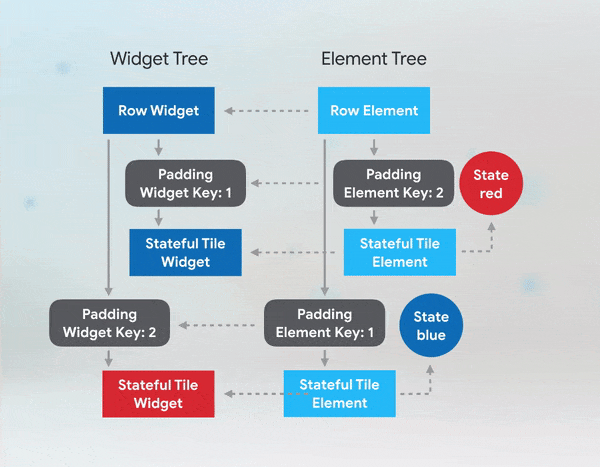 Widget Tree
Element Tree
Row Widget
Row Element
Padding
Widget Key: 1
Padding
Element Key: 2
State
red
Stateful Tile
Widget
Stateful Tile
Element
Padding
Widget Key: 2
Padding
Element Key: 1
State
blue
Stateful Tile
Widget
Stateful Tile
Element